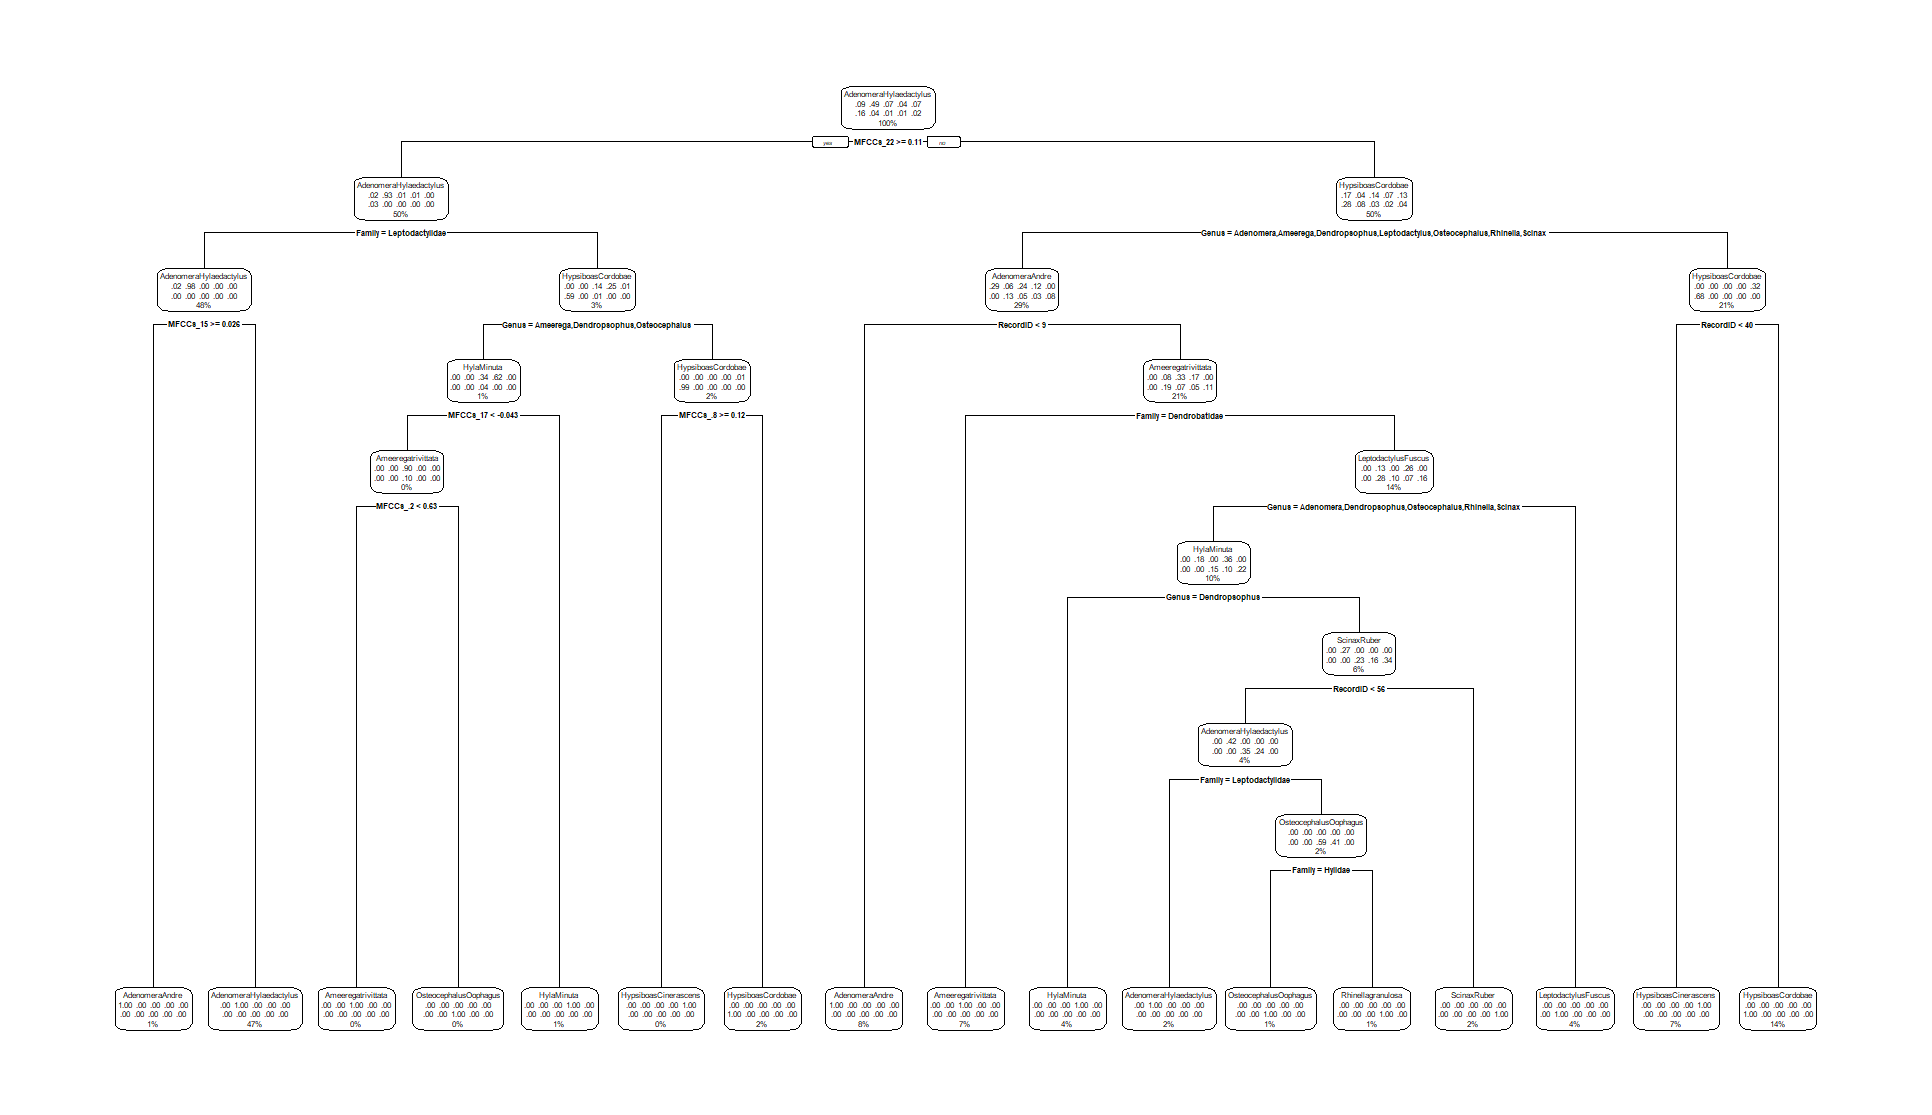 AdenomeraHylaedactylus
.09 .49 .07 .04 .07
.16 .04 .01 .01 .02
100%
yes
MFCCs_22 >= 0.11
no
AdenomeraHylaedactylus
.02 .93 .01 .01 .00
.03 .00 .00 .00 .00
50%
HypsiboasCordobae
.17 .04 .14 .07 .13
.28 .08 .03 .02 .04
50%
Family = Leptodactylidae
Genus = Adenomera,Ameerega,Dendropsophus,Leptodactylus,Osteocephalus,Rhinella,Scinax
AdenomeraHylaedactylus
.02 .98 .00 .00 .00
.00 .00 .00 .00 .00
48%
HypsiboasCordobae
.00 .00 .14 .25 .01
.59 .00 .01 .00 .00
3%
AdenomeraAndre
.29 .06 .24 .12 .00
.00 .13 .05 .03 .08
29%
HypsiboasCordobae
.00 .00 .00 .00 .32
.68 .00 .00 .00 .00
21%
MFCCs_15 >= 0.026
Genus = Ameerega,Dendropsophus,Osteocephalus
RecordID < 9
RecordID < 40
HylaMinuta
.00 .00 .34 .62 .00
.00 .00 .04 .00 .00
1%
HypsiboasCordobae
.00 .00 .00 .00 .01
.99 .00 .00 .00 .00
2%
Ameeregatrivittata
.00 .08 .33 .17 .00
.00 .19 .07 .05 .11
21%
MFCCs_17 < -0.043
MFCCs_.8 >= 0.12
Family = Dendrobatidae
Ameeregatrivittata
.00 .00 .90 .00 .00
.00 .00 .10 .00 .00
0%
LeptodactylusFuscus
.00 .13 .00 .26 .00
.00 .28 .10 .07 .16
14%
MFCCs_.2 < 0.63
Genus = Adenomera,Dendropsophus,Osteocephalus,Rhinella,Scinax
HylaMinuta
.00 .18 .00 .36 .00
.00 .00 .15 .10 .22
10%
Genus = Dendropsophus
ScinaxRuber
.00 .27 .00 .00 .00
.00 .00 .23 .16 .34
6%
RecordID < 56
AdenomeraHylaedactylus
.00 .42 .00 .00 .00
.00 .00 .35 .24 .00
4%
Family = Leptodactylidae
OsteocephalusOophagus
.00 .00 .00 .00 .00
.00 .00 .59 .41 .00
2%
Family = Hylidae
AdenomeraAndre
1.00 .00 .00 .00 .00
.00 .00 .00 .00 .00
1%
AdenomeraHylaedactylus
.00 1.00 .00 .00 .00
.00 .00 .00 .00 .00
47%
Ameeregatrivittata
.00 .00 1.00 .00 .00
.00 .00 .00 .00 .00
0%
OsteocephalusOophagus
.00 .00 .00 .00 .00
.00 .00 1.00 .00 .00
0%
HylaMinuta
.00 .00 .00 1.00 .00
.00 .00 .00 .00 .00
1%
HypsiboasCinerascens
.00 .00 .00 .00 1.00
.00 .00 .00 .00 .00
0%
HypsiboasCordobae
.00 .00 .00 .00 .00
1.00 .00 .00 .00 .00
2%
AdenomeraAndre
1.00 .00 .00 .00 .00
.00 .00 .00 .00 .00
8%
Ameeregatrivittata
.00 .00 1.00 .00 .00
.00 .00 .00 .00 .00
7%
HylaMinuta
.00 .00 .00 1.00 .00
.00 .00 .00 .00 .00
4%
AdenomeraHylaedactylus
.00 1.00 .00 .00 .00
.00 .00 .00 .00 .00
2%
OsteocephalusOophagus
.00 .00 .00 .00 .00
.00 .00 1.00 .00 .00
1%
Rhinellagranulosa
.00 .00 .00 .00 .00
.00 .00 .00 1.00 .00
1%
ScinaxRuber
.00 .00 .00 .00 .00
.00 .00 .00 .00 1.00
2%
LeptodactylusFuscus
.00 .00 .00 .00 .00
.00 1.00 .00 .00 .00
4%
HypsiboasCinerascens
.00 .00 .00 .00 1.00
.00 .00 .00 .00 .00
7%
HypsiboasCordobae
.00 .00 .00 .00 .00
1.00 .00 .00 .00 .00
14%